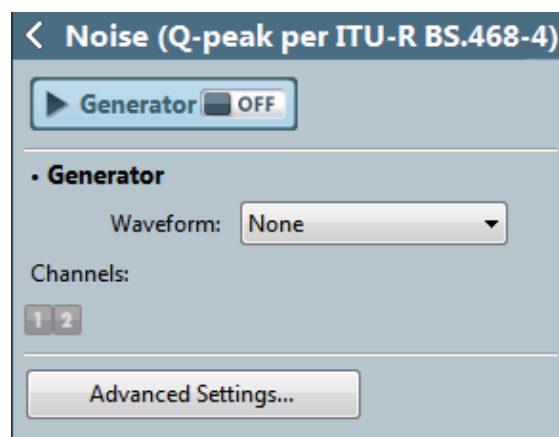 Noise (Q-peak per ITU-R BS.468-4)
Generator OFF
• Generator
Waveform: None
Channels:
1 2
Advanced Settings...